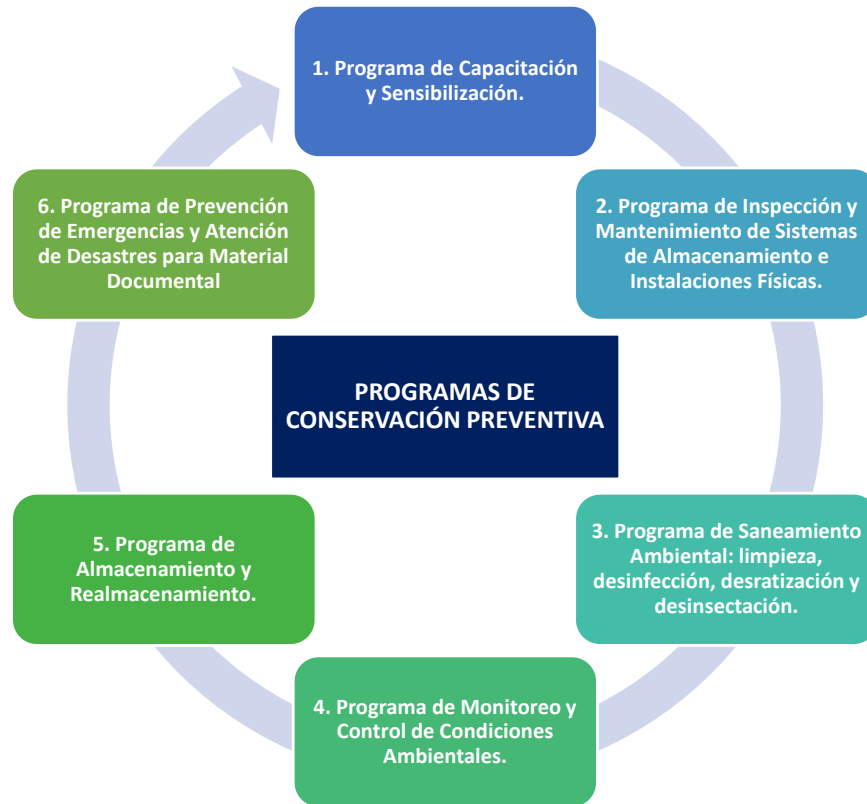 1. Programa de Capacitación
y Sensibilización.
2. Programa de Inspección y
Mantenimiento de Sistemas
de Almacenamiento e
Instalaciones Físicas.
3. Programa de Saneamiento
Ambiental: limpieza,
desinfección, desratización y
desinsectación.
4. Programa de Monitoreo y
Control de Condiciones
Ambientales.
5. Programa de
Almacenamiento y
Realmacenamiento.
6. Programa de Prevención
de Emergencias y Atención
de Desastres para Material
Documental
PROGRAMAS DE
CONSERVACIÓN PREVENTIVA